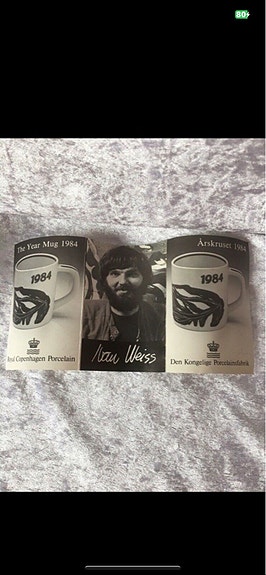 80
The Year Mug 1984
1984
Royal Copenhagen Porcelain
Ivan Weiss
Årskruset 1984
1984
Den Kongelige Porcelainsfabrik